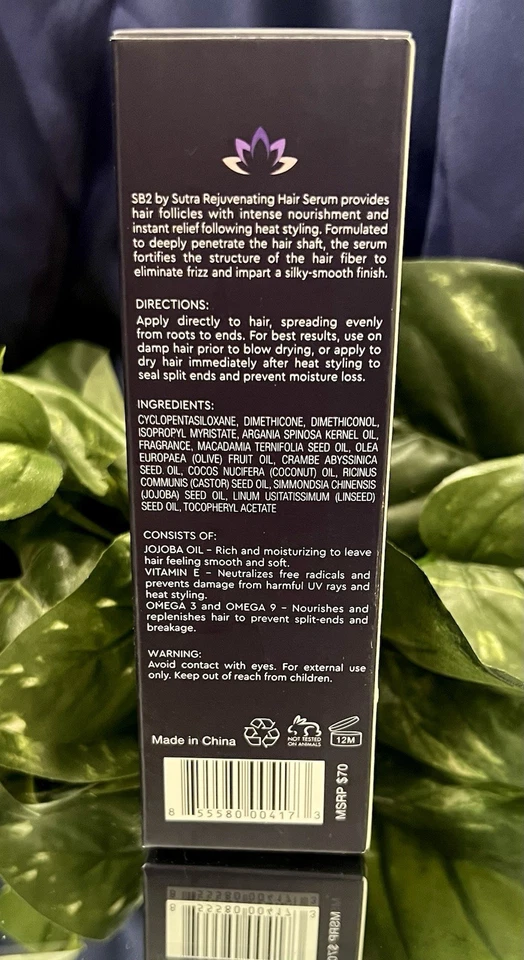 SB2 by Sutra Rejuvenating Hair Serum provides
hair follicles with intense nourishment and
instant relief following heat styling. Formulated
to deeply penetrate the hair shaft, the serum
fortifies the structure of the hair fiber to
eliminate frizz and impart a silky-smooth finish.
DIRECTIONS:
Apply directly to hair, spreading evenly
from roots to ends. For best results, use on
damp hair prior to blow drying, or apply to
dry hair immediately after heat styling to
seal split ends and prevent moisture loss.
INGREDIENTS:
CYCLOPENTASILOXANE, DIMETHICONE, DIMETHICONOL,
ISOPROPYL MYRISTATE, ARGANIA SPINOSA KERNEL OIL,
FRAGRANCE, MACADAMIA TERNIFOLIA SEED OIL, OLEA
EUROPAEA (OLIVE) FRUIT OIL, CRAMBE ABYSSINICA
SEED OIL, COCOS NUCIFERA (COCONUT) OIL, RICINUS
COMMUNIS (CASTOR) SEED OIL, SIMMONDSIA CHINENSIS
(JOJOBA) SEED OIL, LINUM USITATISSIMUM (LINSEED)
SEED OIL, TOCOPHERYL ACETATE
CONSISTS OF:
JOJOBA OIL – Rich and moisturizing to leave
hair feeling smooth and soft.
VITAMIN E – Neutralizes free radicals and
prevents damage from harmful UV rays and
heat styling.
OMEGA 3 and OMEGA 9 – Nourishes and
replenishes hair to prevent split-ends and
breakage.
WARNING:
Avoid contact with eyes. For external use
only. Keep out of reach from children.
Made in China
NOT TESTED
ON ANIMALS
12M
8 55580 00417 3
MSRP $70